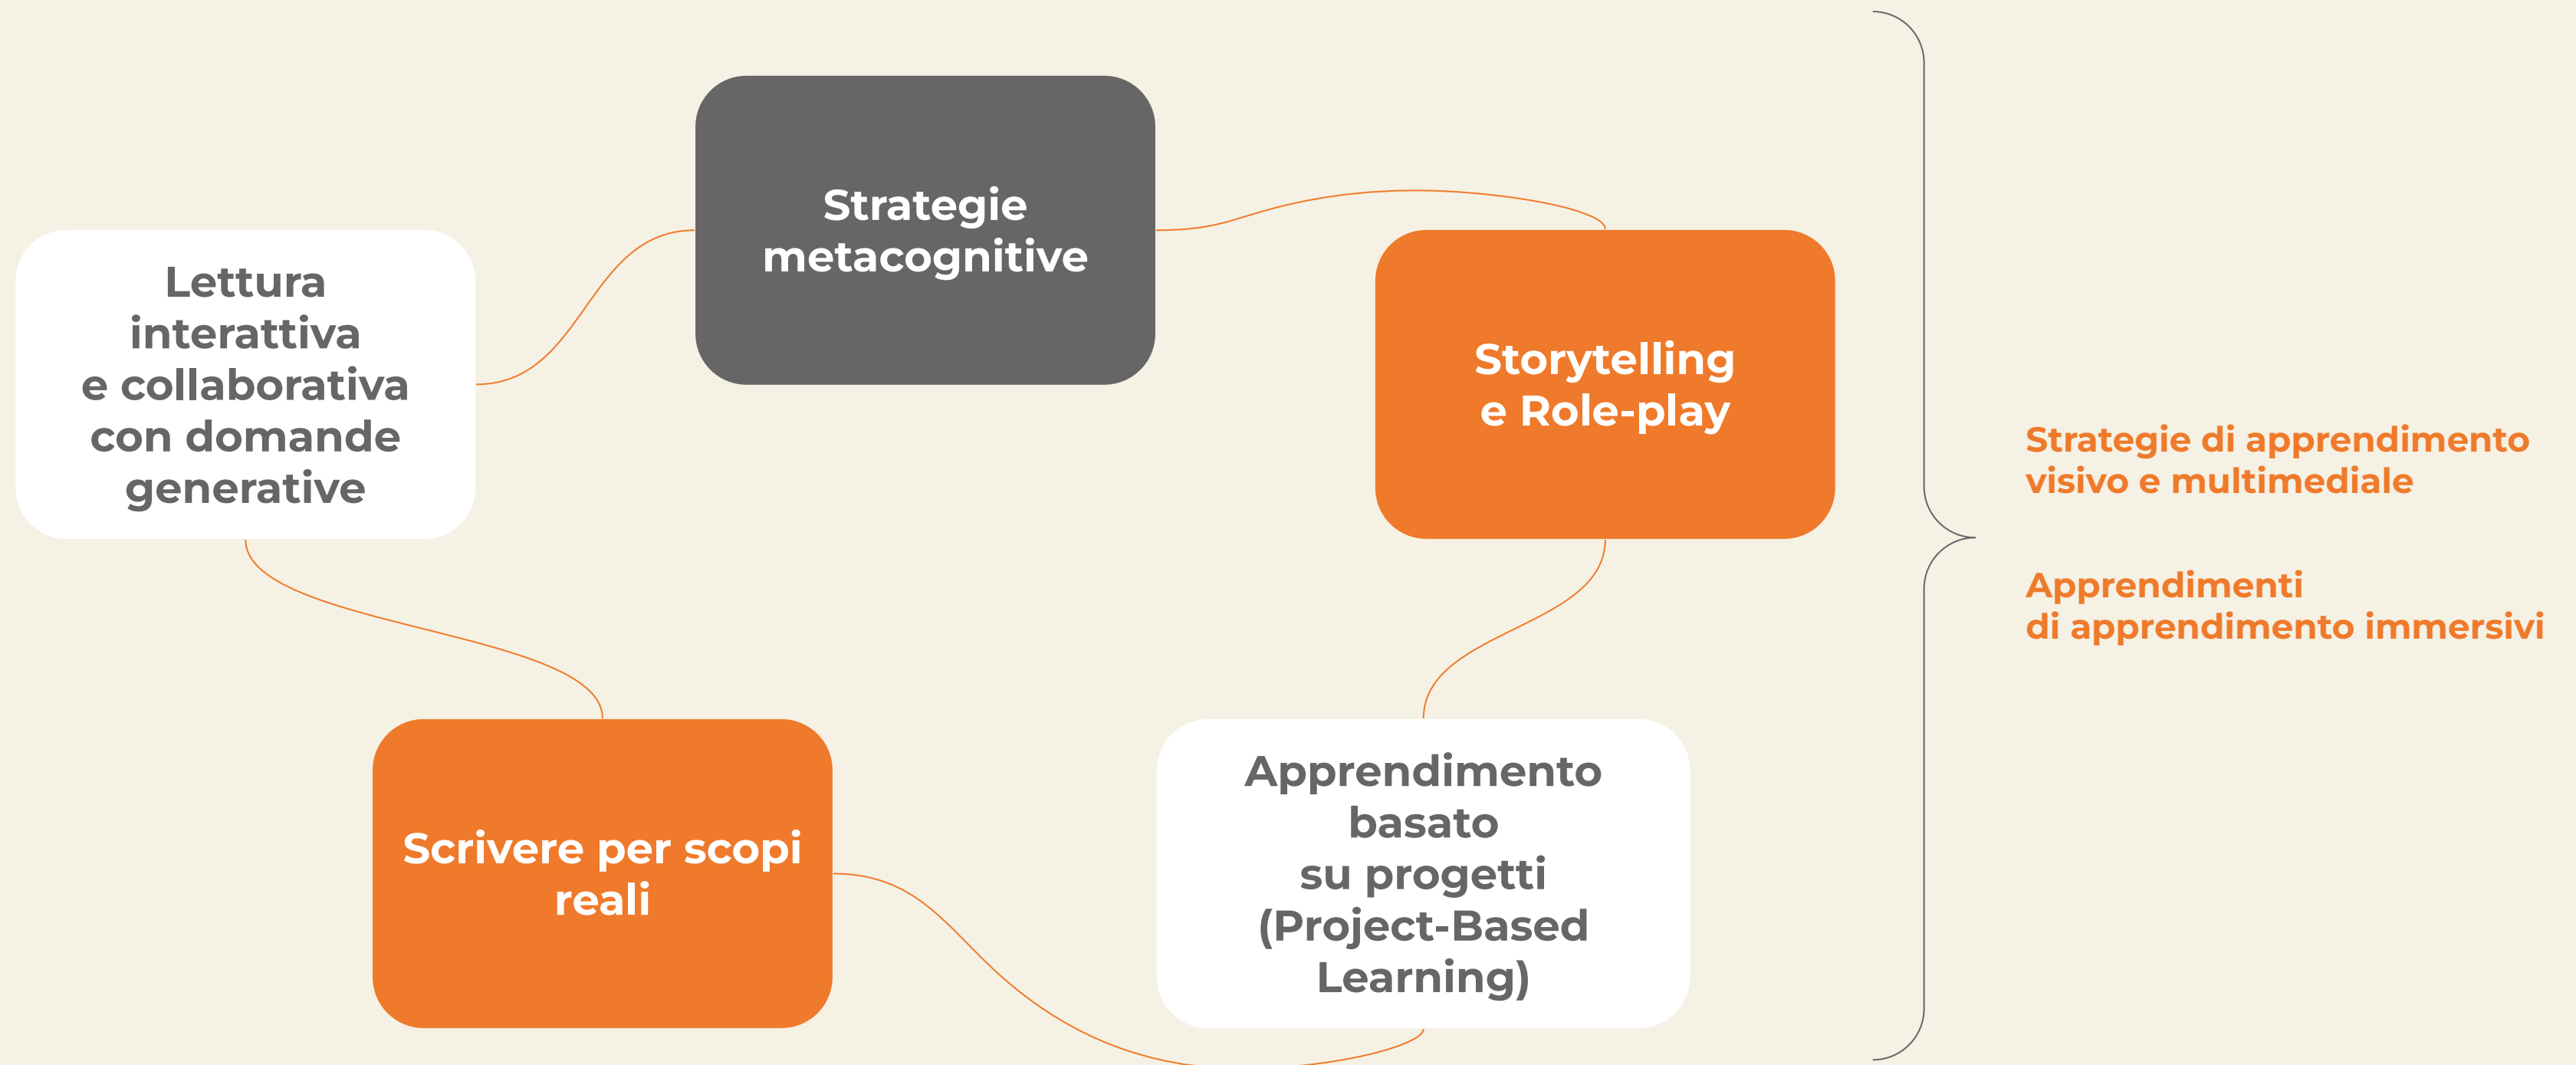 Strategie
metacognitive
Lettura
interattiva
e collaborativa
con domande
generative
Storytelling
e Role-play
Scrivere per scopi
reali
Apprendimento
basato
su progetti
(Project-Based
Learning)
Strategie di apprendimento
visivo e multimediale
Apprendimenti
di apprendimento immersivi